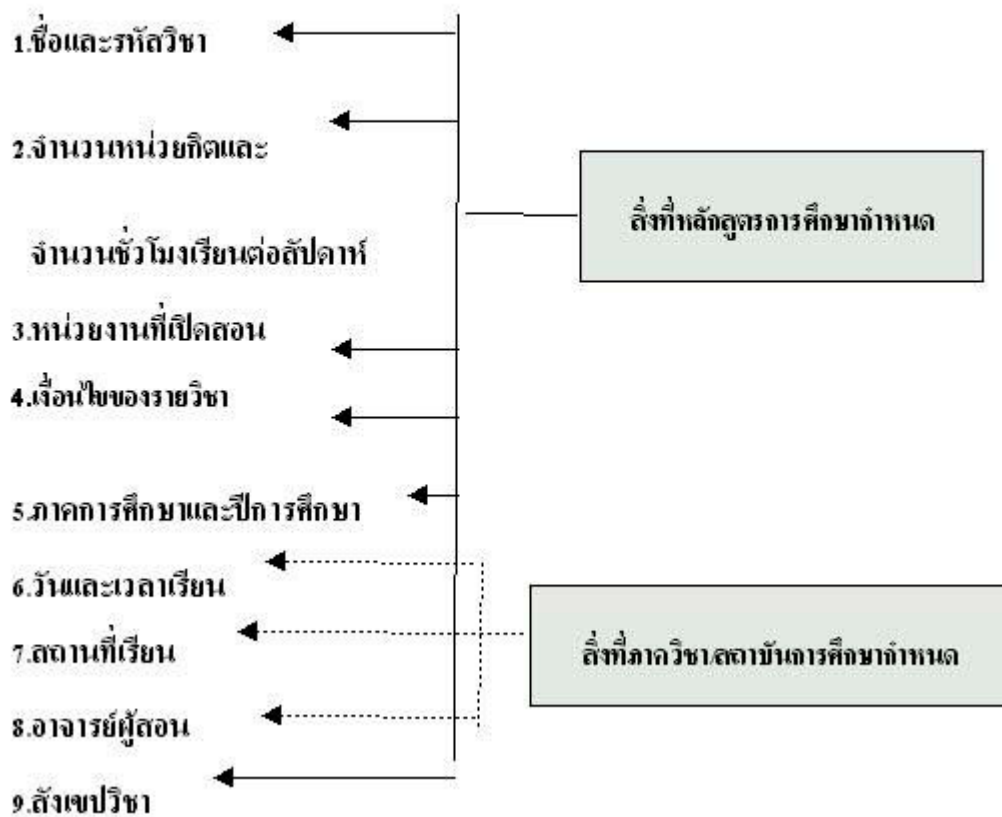 1.ชื่อและรหัสวิชา
2.จำนวนหน่วยกิตและ
จำนวนชั่วโมงเรียนต่อสัปดาห์
3.หน่วยงานที่เปิดสอน
4.เงื่อนไขของรายวิชา
5.ภาคการศึกษาและปีการศึกษา
6.วันและเวลาเรียน
7.สถานที่เรียน
8.อาจารย์ผู้สอน
9.สังเขปวิชา
สิ่งที่หลักสูตรการศึกษากำหนด
สิ่งที่ภาควิชา/สถาบันการศึกษากำหนด